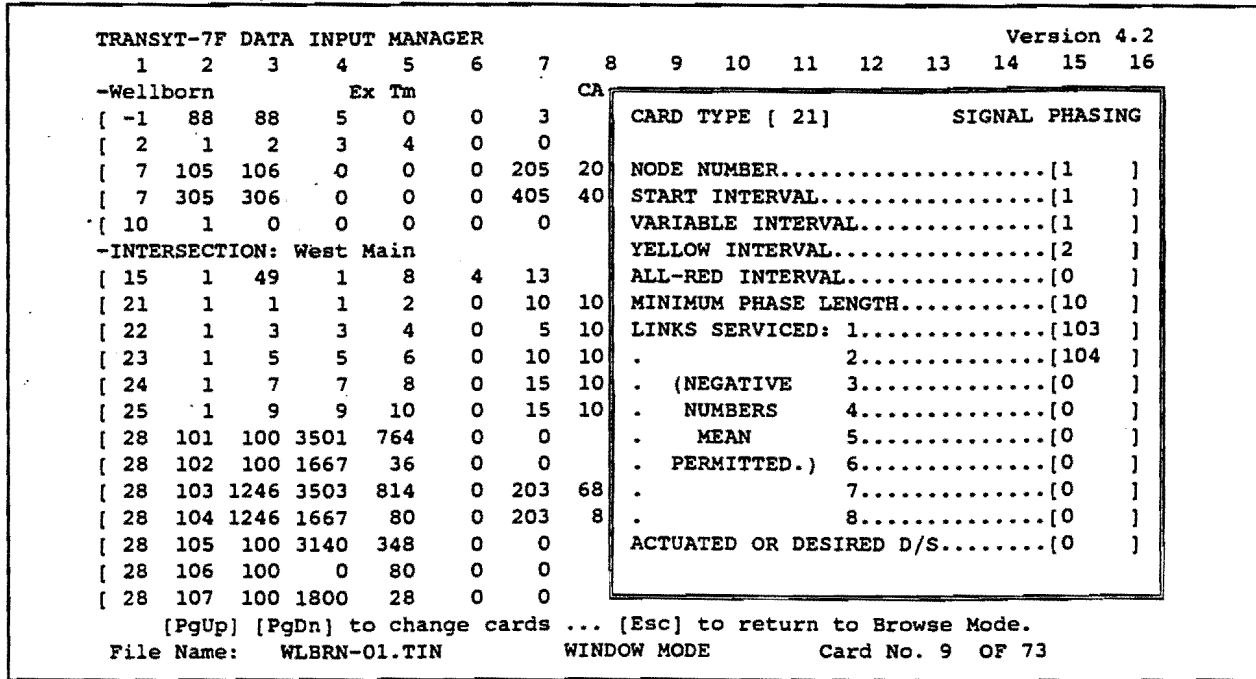 TRANSYT-7F DATA INPUT MANAGER Version 4.2
1 2 3 4 5 6 7 8 9 10 11 12 13 14 15 16
-Wellborn Ex Tm CA
[ -1 88 88 5 0 0 3
[ 2 1 2 3 4 0 0
[ 7 105 106 0 0 0 205 20
[ 7 305 306 0 0 0 405 40
[ 10 1 0 0 0 0 0
-INTERSECTION: West Main
[ 15 1 49 1 8 4 13
[ 21 1 1 1 2 0 10 10
[ 22 1 3 3 4 0 5 10
[ 23 1 5 5 6 0 10 10
[ 24 1 7 7 8 0 15 10
[ 25 1 9 9 10 0 15 10
[ 28 101 100 3501 764 0 0
[ 28 102 100 1667 36 0 0
[ 28 103 1246 3503 814 0 203 68
[ 28 104 1246 1667 80 0 203 8
[ 28 105 100 3140 348 0 0
[ 28 106 100 0 80 0 0
[ 28 107 100 1800 28 0 0
CARD TYPE [ 21] SIGNAL PHASING
NODE NUMBER....................[1 ]
START INTERVAL.................[1 ]
VARIABLE INTERVAL..............[1 ]
YELLOW INTERVAL................[2 ]
ALL-RED INTERVAL...............[0 ]
MINIMUM PHASE LENGTH...........[10 ]
LINKS SERVICED: 1..............[103 ]
. 2..............[104 ]
. (NEGATIVE 3..............[0 ]
. NUMBERS 4..............[0 ]
. MEAN 5..............[0 ]
. PERMITTED.) 6..............[0 ]
. 7..............[0 ]
. 8..............[0 ]
ACTUATED OR DESIRED D/S........[0 ]
[PgUp] [PgDn] to change cards ... [Esc] to return to Browse Mode.
File Name: WLBRN-01.TIN WINDOW MODE Card No. 9 OF 73